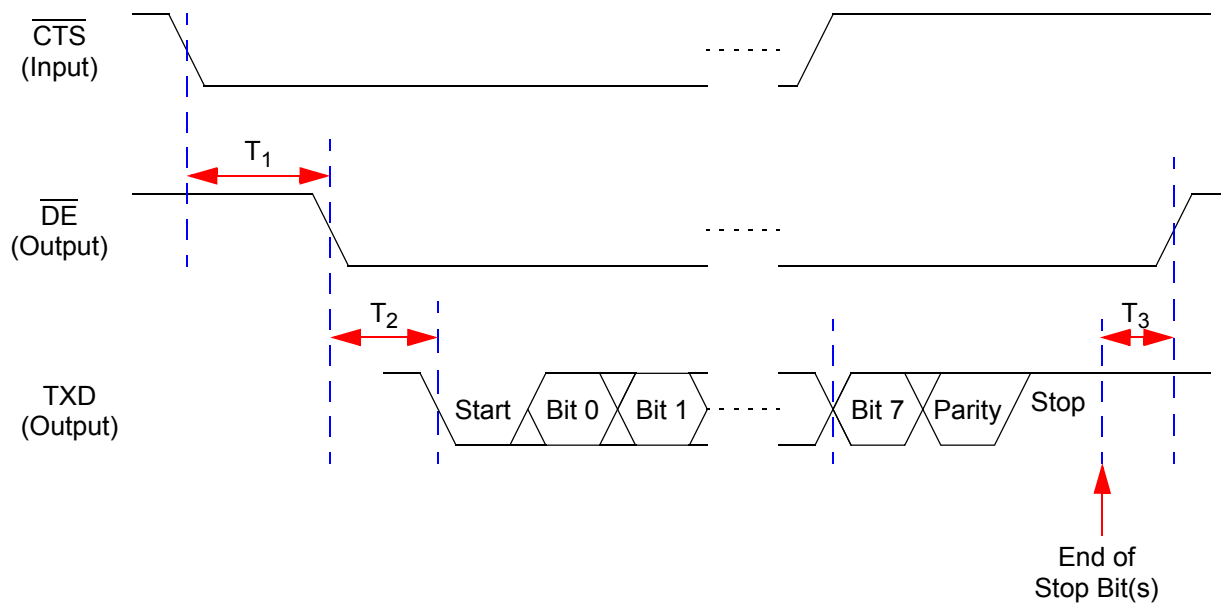 CTS
(Input)
T1
DE
(Output)
T2
T3
TXD
(Output)
Start
Bit 0
Bit 1
Bit 7
Parity
Stop
End of
Stop Bit(s)